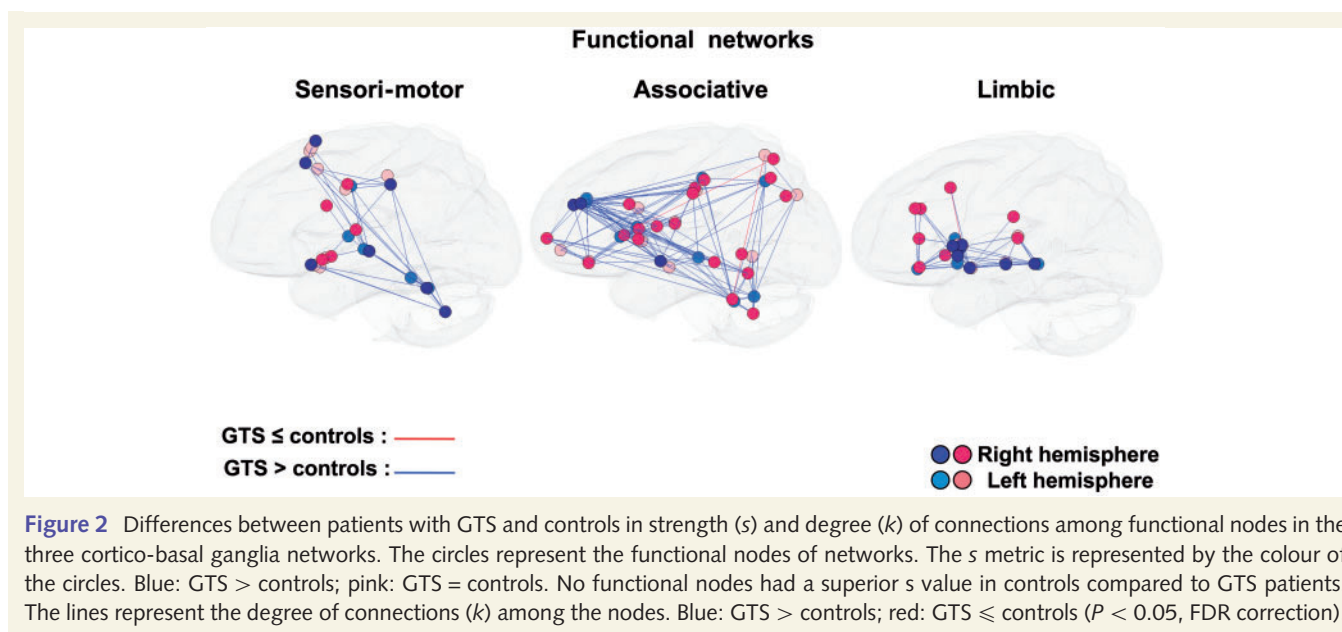 Functional networks
Sensori-motor Associative Limbic
GTS ≤ controls :
GTS > controls :
Right hemisphere
Left hemisphere
Figure 2 Differences between patients with GTS and controls in strength (s) and degree (k) of connections among functional nodes in the
three cortico-basal ganglia networks. The circles represent the functional nodes of networks. The s metric is represented by the colour of
the circles. Blue: GTS > controls; pink: GTS = controls. No functional nodes had a superior s value in controls compared to GTS patients
The lines represent the degree of connections (k) among the nodes. Blue: GTS > controls; red: GTS ⩽ controls (P < 0.05, FDR correction)